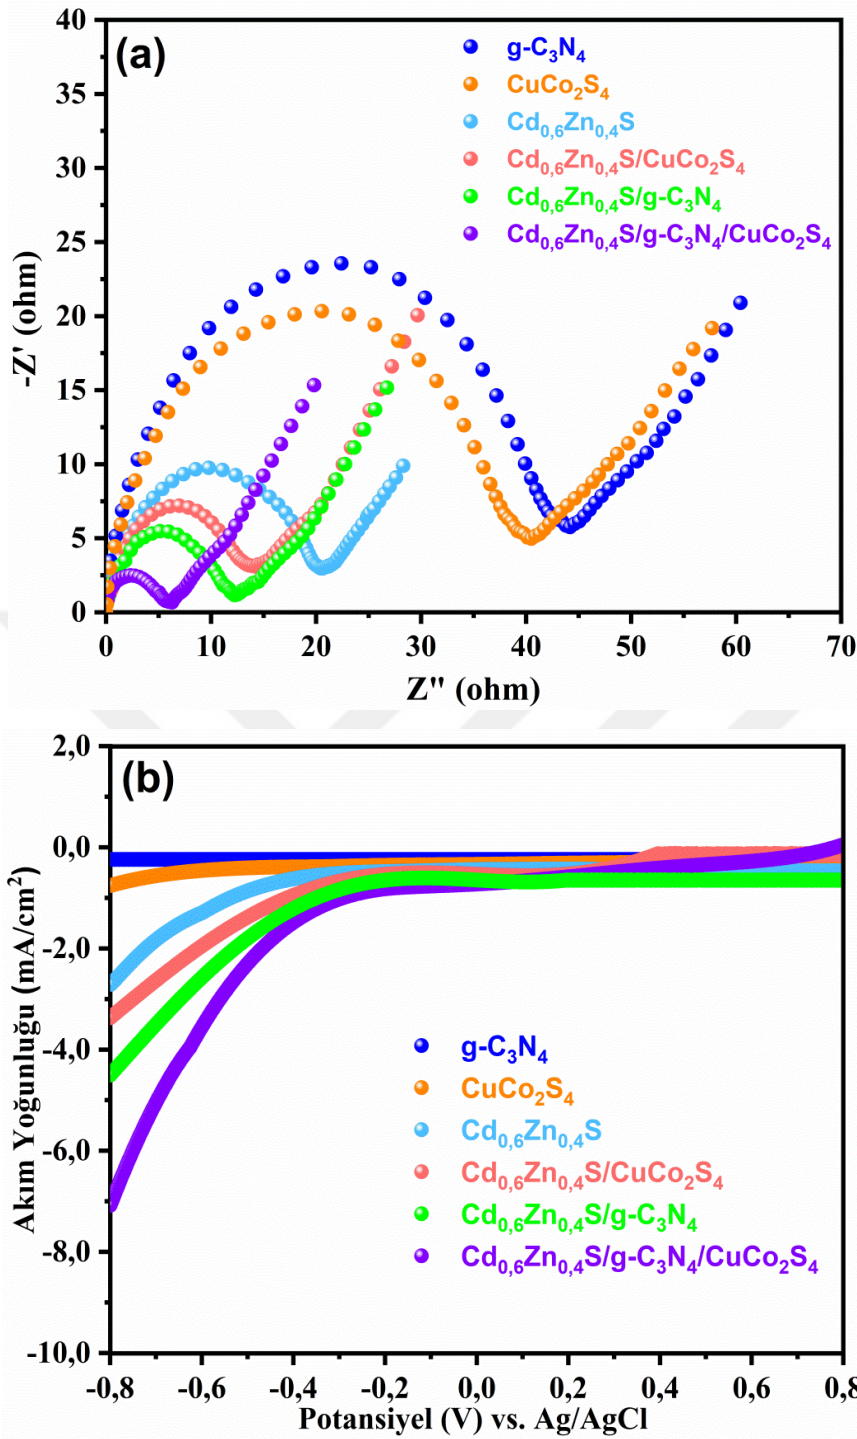 (a)
g-C₃N₄
CuCo₂S₄
Cd₀,₆Zn₀,₄S
Cd₀,₆Zn₀,₄S/CuCo₂S₄
Cd₀,₆Zn₀,₄S/g-C₃N₄
Cd₀,₆Zn₀,₄S/g-C₃N₄/CuCo₂S₄
40
35
30
25
20
15
10
5
0
-Z' (ohm)
0 10 20 30 40 50 60 70
Z'' (ohm)
(b)
2,0
0,0
-2,0
-4,0
-6,0
-8,0
-10,0
Akım Yoğunluğu (mA/cm²)
g-C₃N₄
CuCo₂S₄
Cd₀,₆Zn₀,₄S
Cd₀,₆Zn₀,₄S/CuCo₂S₄
Cd₀,₆Zn₀,₄S/g-C₃N₄
Cd₀,₆Zn₀,₄S/g-C₃N₄/CuCo₂S₄
-0,8 -0,6 -0,4 -0,2 0,0 0,2 0,4 0,6 0,8
Potansiyel (V) vs. Ag/AgCl